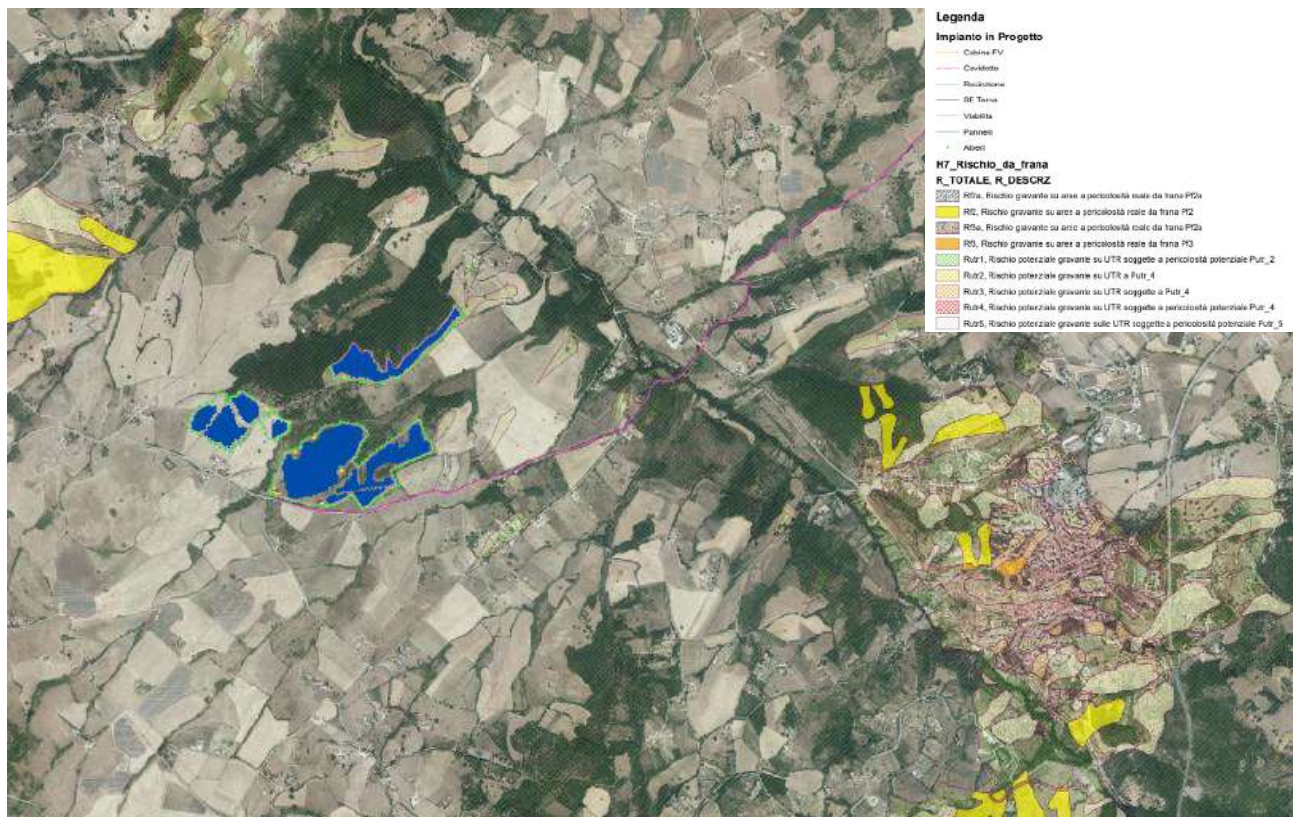 Legenda
Impianto in Progetto
Cabine FV
Cavidotto
Recinzione
SE Terna
Viabilità
Pannelli
Alberi
H7_Rischio_da_frana
R_TOTALE, R_DESCRZ
Rf2a, Rischio gravante su aree a pericolosità reale da frana Pf2a
Rf2, Rischio gravante su aree a pericolosità reale da frana Pf2
Rf3a, Rischio gravante su aree a pericolosità reale da frana Pf2a
Rf3, Rischio gravante su aree a pericolosità reale da frana Pf3
Rutr1, Rischio potenziale gravante su UTR soggette a pericolosità potenziale Putr_2
Rutr2, Rischio potenziale gravante su UTR a Putr_4
Rutr3, Rischio potenziale gravante su UTR soggette a Putr_4
Rutr4, Rischio potenziale gravante su UTR soggette a pericolosità potenziale Putr_4
Rutr5, Rischio potenziale gravante sulle UTR soggette a pericolosità potenziale Putr_5